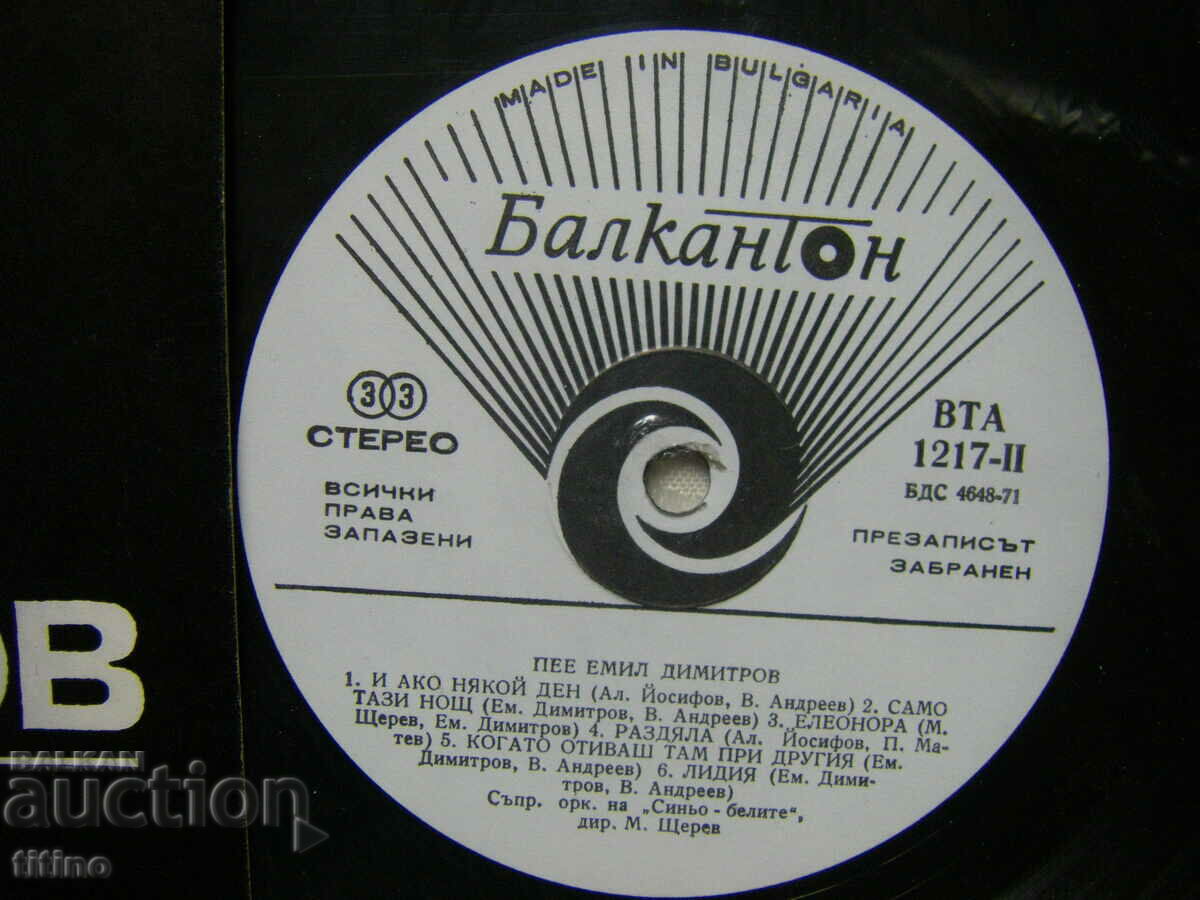 MADE IN BULGARIA
Балкантон
33
СТЕРЕО
ВСИЧКИ
ПРАВА
ЗАПАЗЕНИ
ВТА
1217-II
БДС 4648-71
ПРЕЗАПИСЪТ
ЗАБРАНЕН
ПЕЕ ЕМИЛ ДИМИТРОВ
1. И АКО НЯКОЙ ДЕН (Ал. Йосифов, В. Андреев) 2. САМО
ТАЗИ НОЩ (Ем. Димитров, В. Андреев) 3. ЕЛЕОНОРА (М.
Щерев, Ем. Димитров) 4. РАЗДЯЛА (Ал. Йосифов, П. Ма-
тев) 5. КОГАТО ОТИВАШ ТАМ ПРИ ДРУГИЯ (Ем.
Димитров, В. Андреев) 6. ЛИДИЯ (Ем. Дими-
тров, В. Андреев)
Съпр. орк. на „Синьо - белите“,
дир. М. Щерев
ОВ
BALKAN
auction
titino